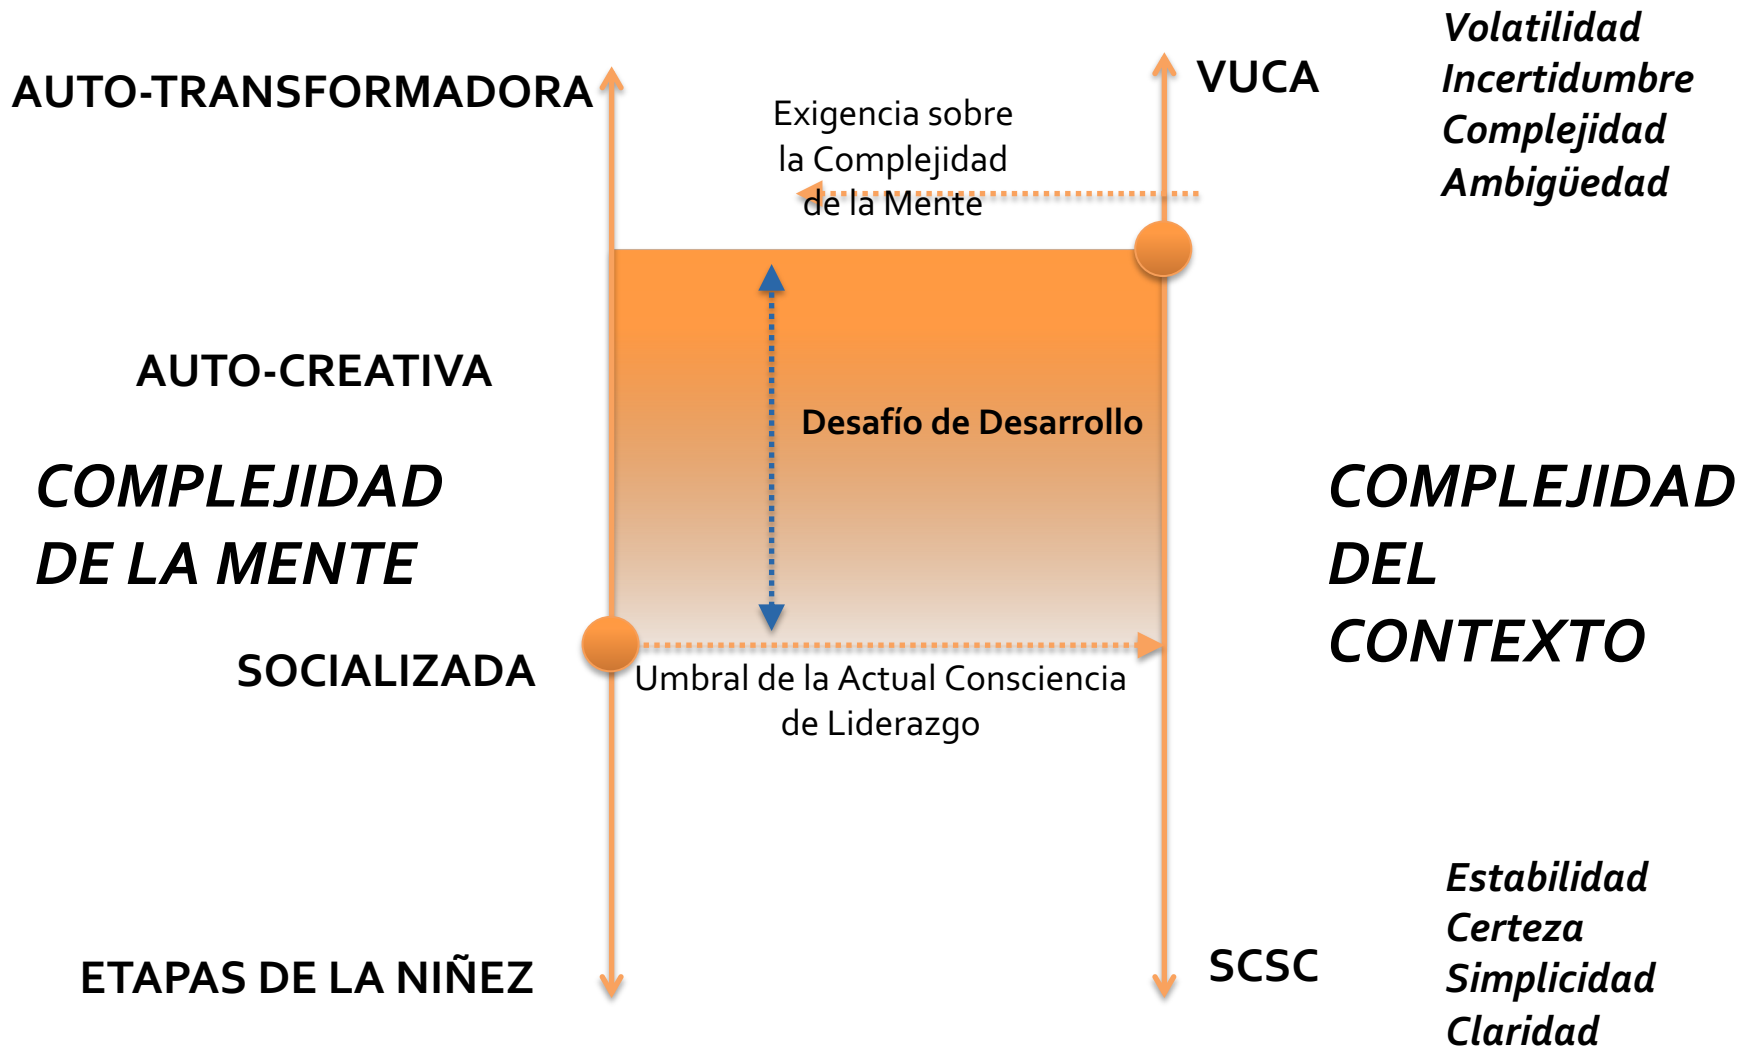 AUTO-TRANSFORMADORA
AUTO-CREATIVA
COMPLEJIDAD
DE LA MENTE
SOCIALIZADA
ETAPAS DE LA NIÑEZ
Exigencia sobre
la Complejidad
de la Mente
Desafío de Desarrollo
Umbral de la Actual Consciencia
de Liderazgo
VUCA
Volatilidad
Incertidumbre
Complejidad
Ambigüedad
COMPLEJIDAD
DEL
CONTEXTO
SCSC
Estabilidad
Certeza
Simplicidad
Claridad